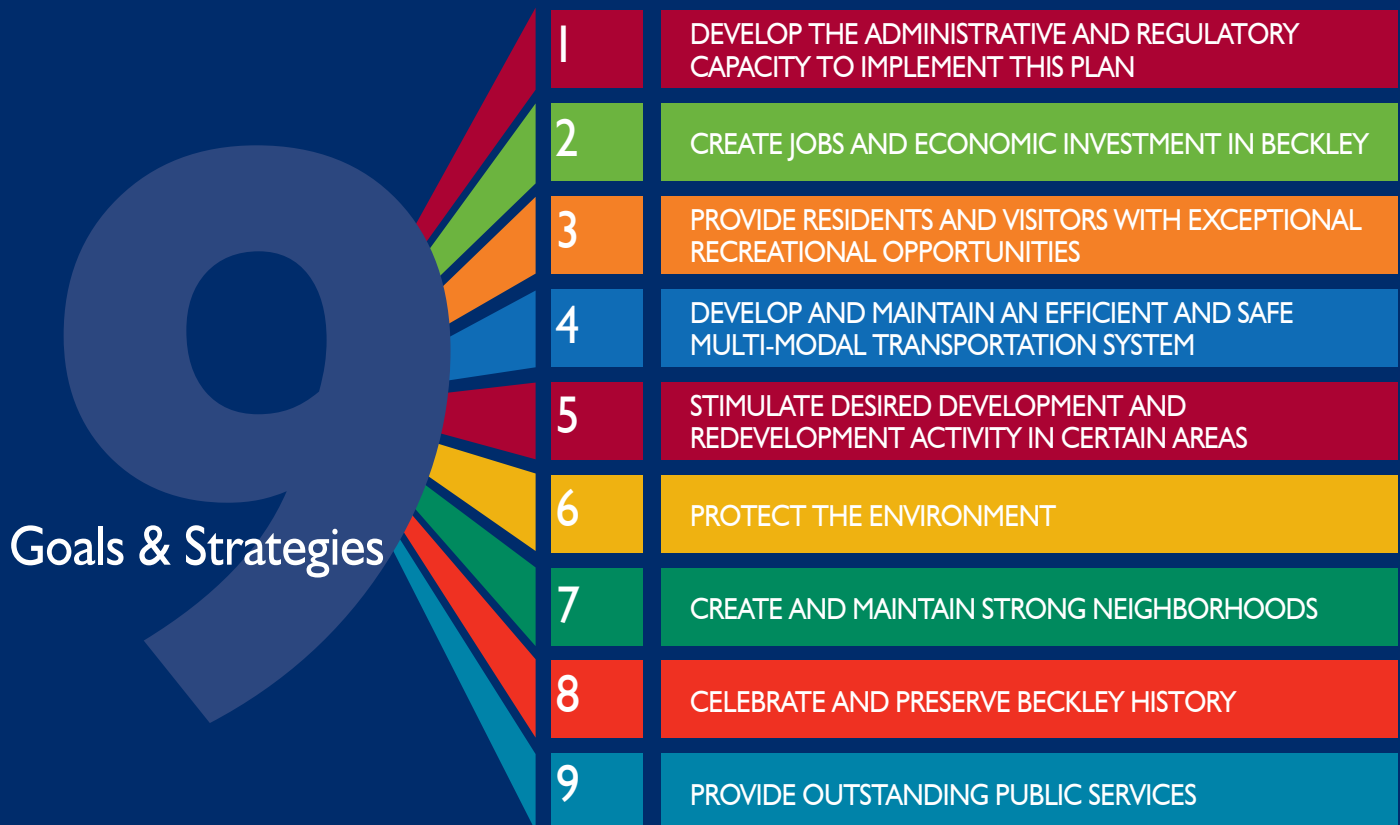 9
Goals & Strategies
1
DEVELOP THE ADMINISTRATIVE AND REGULATORY
CAPACITY TO IMPLEMENT THIS PLAN
2
CREATE JOBS AND ECONOMIC INVESTMENT IN BECKLEY
3
PROVIDE RESIDENTS AND VISITORS WITH EXCEPTIONAL
RECREATIONAL OPPORTUNITIES
4
DEVELOP AND MAINTAIN AN EFFICIENT AND SAFE
MULTI-MODAL TRANSPORTATION SYSTEM
5
STIMULATE DESIRED DEVELOPMENT AND
REDEVELOPMENT ACTIVITY IN CERTAIN AREAS
6
PROTECT THE ENVIRONMENT
7
CREATE AND MAINTAIN STRONG NEIGHBORHOODS
8
CELEBRATE AND PRESERVE BECKLEY HISTORY
9
PROVIDE OUTSTANDING PUBLIC SERVICES